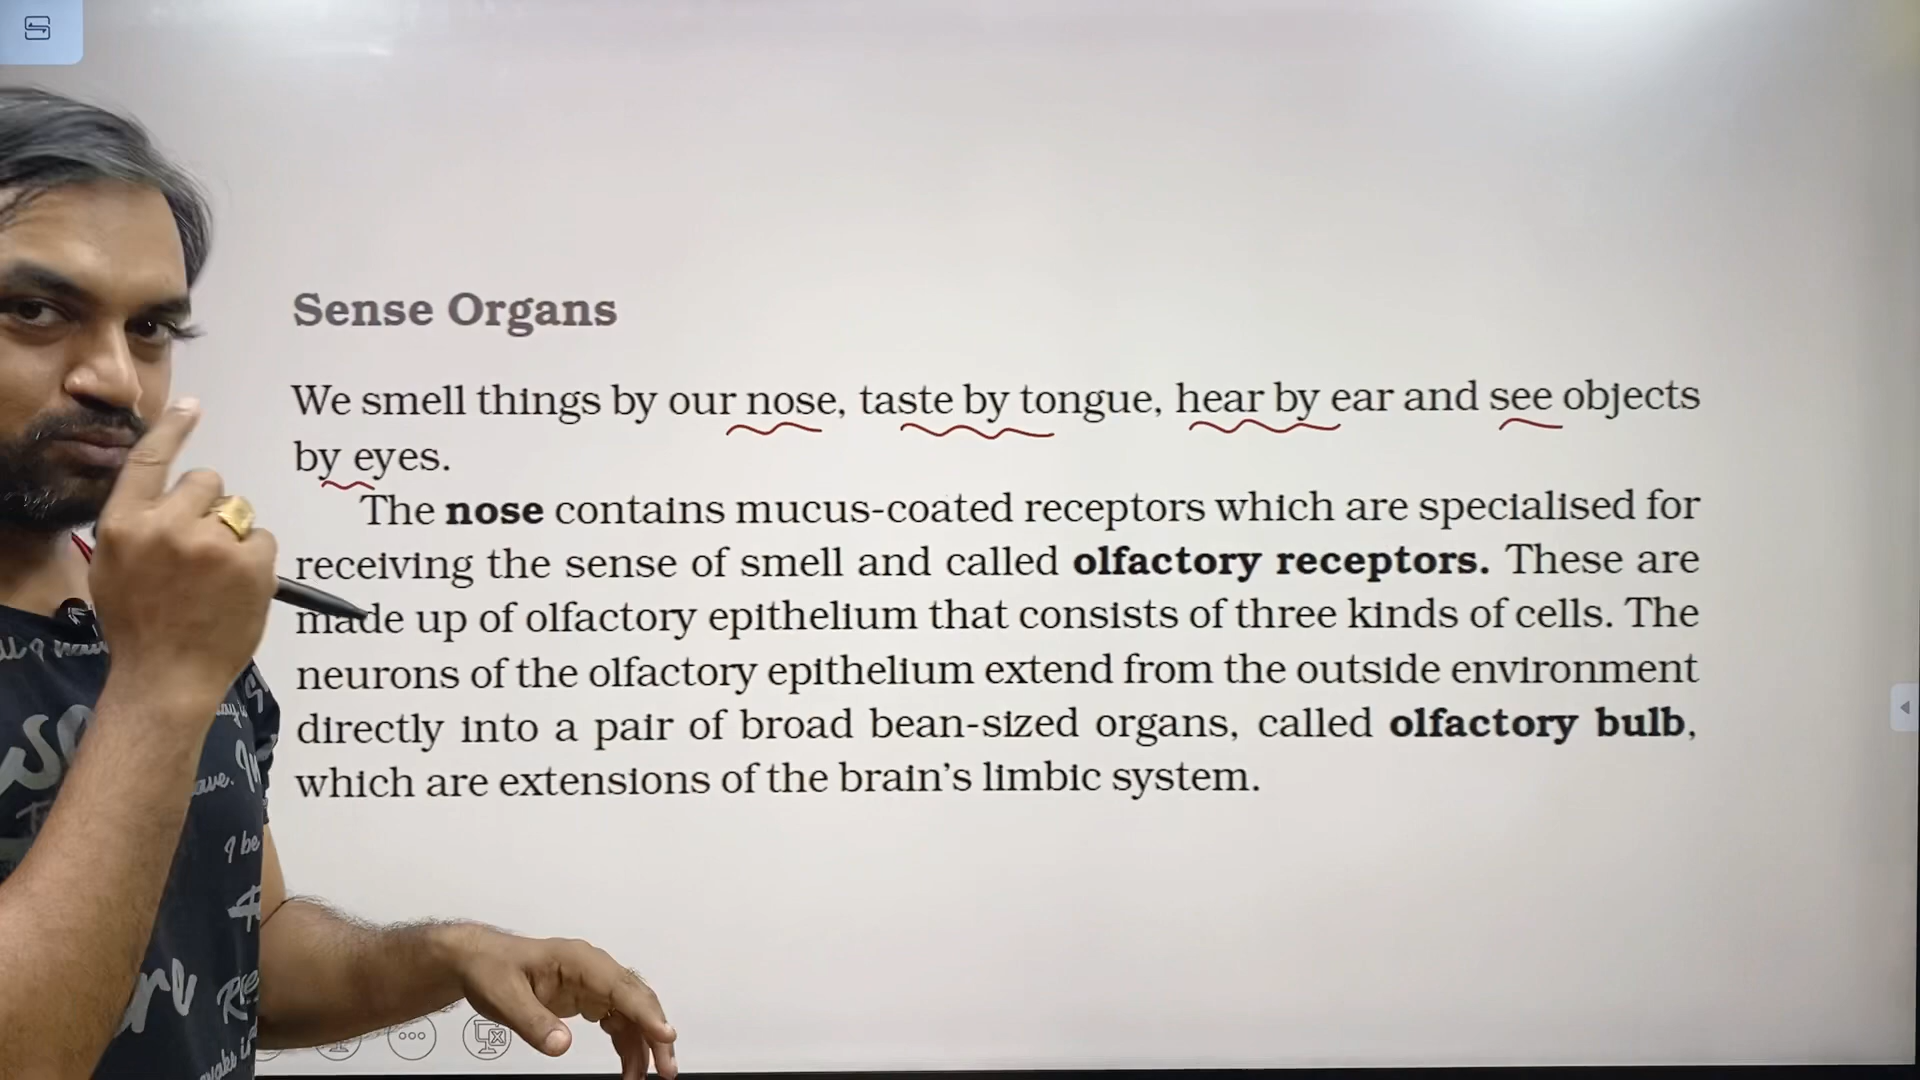 Sense Organs
We smell things by our nose, taste by tongue, hear by ear and see objects
by eyes.
The nose contains mucus-coated receptors which are specialised for
receiving the sense of smell and called olfactory receptors. These are
made up of olfactory epithelium that consists of three kinds of cells. The
neurons of the olfactory epithelium extend from the outside environment
directly into a pair of broad bean-sized organs, called olfactory bulb,
which are extensions of the brain's limbic system.
I be